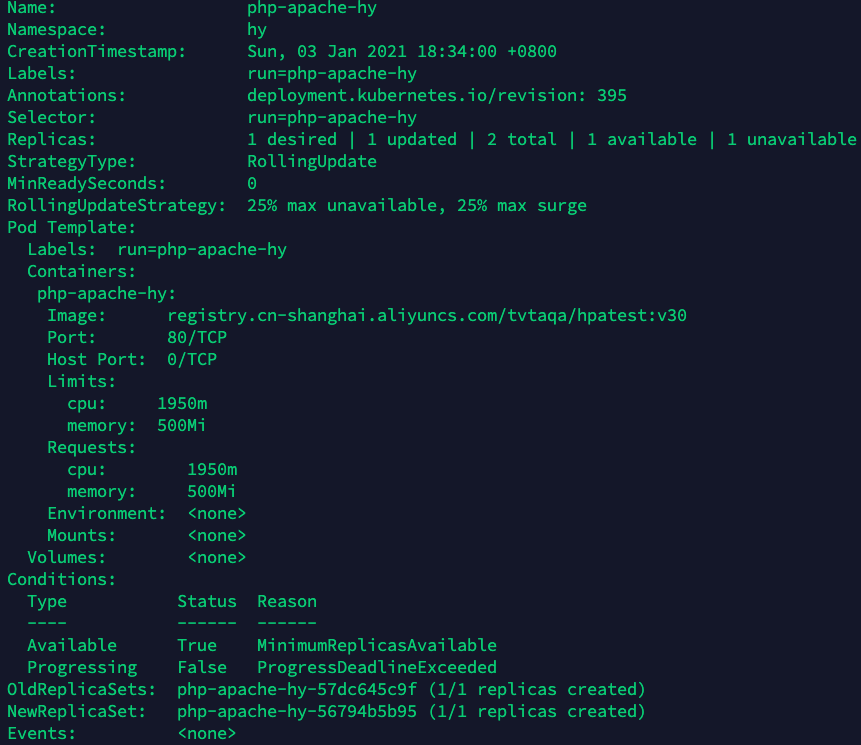 Name:                   php-apache-hy
Namespace:              hy
CreationTimestamp:      Sun, 03 Jan 2021 18:34:00 +0800
Labels:                 run=php-apache-hy
Annotations:            deployment.kubernetes.io/revision: 395
Selector:               run=php-apache-hy
Replicas:               1 desired | 1 updated | 2 total | 1 available | 1 unavailable
StrategyType:           RollingUpdate
MinReadySeconds:        0
RollingUpdateStrategy:  25% max unavailable, 25% max surge
Pod Template:
  Labels:  run=php-apache-hy
  Containers:
   php-apache-hy:
    Image:      registry.cn-shanghai.aliyuncs.com/tvtaqa/hpatest:v30
    Port:       80/TCP
    Host Port:  0/TCP
    Limits:
      cpu:     1950m
      memory:  500Mi
    Requests:
      cpu:        1950m
      memory:     500Mi
    Environment:  <none>
    Mounts:       <none>
  Volumes:        <none>
Conditions:
  Type           Status  Reason
  ----           ------  ------
  Available      True    MinimumReplicasAvailable
  Progressing    False   ProgressDeadlineExceeded
OldReplicaSets:  php-apache-hy-57dc645c9f (1/1 replicas created)
NewReplicaSet:   php-apache-hy-56794b5b95 (1/1 replicas created)
Events:          <none>